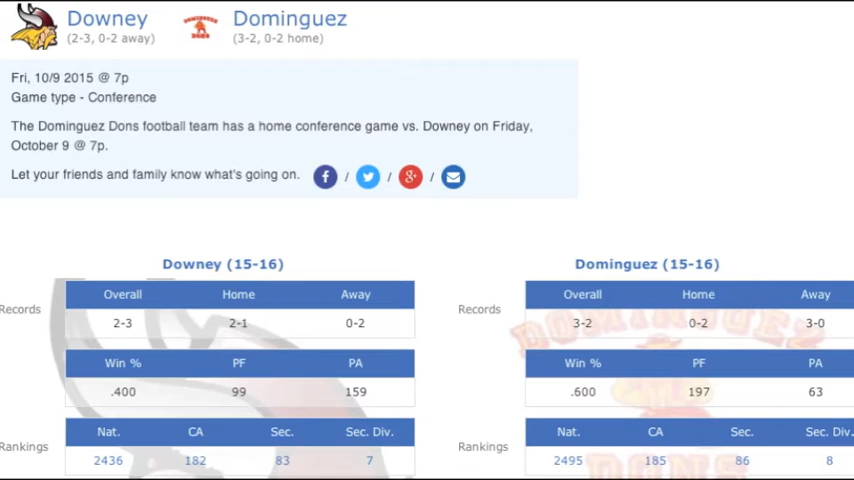 Downey
(2-3, 0-2 away)
DOMINGUEZ
DONS
Dominguez
(3-2, 0-2 home)
Fri, 10/9 2015 @ 7p
Game type - Conference
The Dominguez Dons football team has a home conference game vs. Downey on Friday,
October 9 @ 7p.
Let your friends and family know what's going on. f / / g+ /
Downey (15-16)
Records
Overall Home Away
2-3 2-1 0-2
Win % PF PA
.400 99 159
Rankings
Nat. CA Sec. Sec. Div.
2436 182 83 7
Dominguez (15-16)
Records
Overall Home Away
3-2 0-2 3-0
Win % PF PA
.600 197 63
Rankings
Nat. CA Sec. Sec. Div.
2495 185 86 8
DOMINGUEZ
DONS